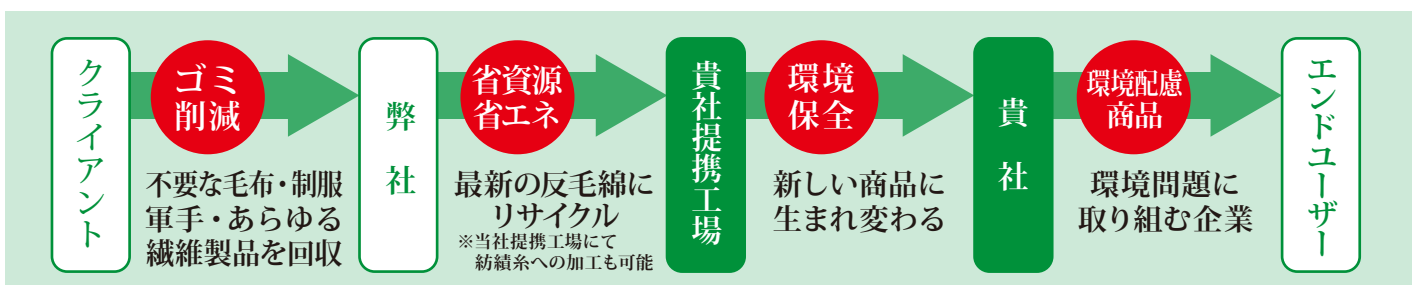 クライアント
ゴミ
削減
不要な毛布・制服
軍手・あらゆる
繊維製品を回収
弊社
省資源
省エネ
最新の反毛綿に
リサイクル
※当社提携工場にて
紡績糸への加工も可能
貴社提携工場
環境
保全
新しい商品に
生まれ変わる
貴社
環境配慮
商品
環境問題に
取り組む企業
エンドユーザー